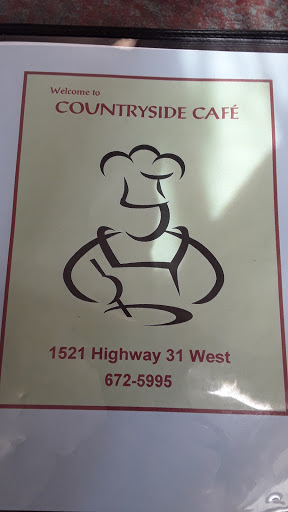 Welcome to
COUNTRYSIDE CAFÉ
1521 Highway 31 West
672-5995